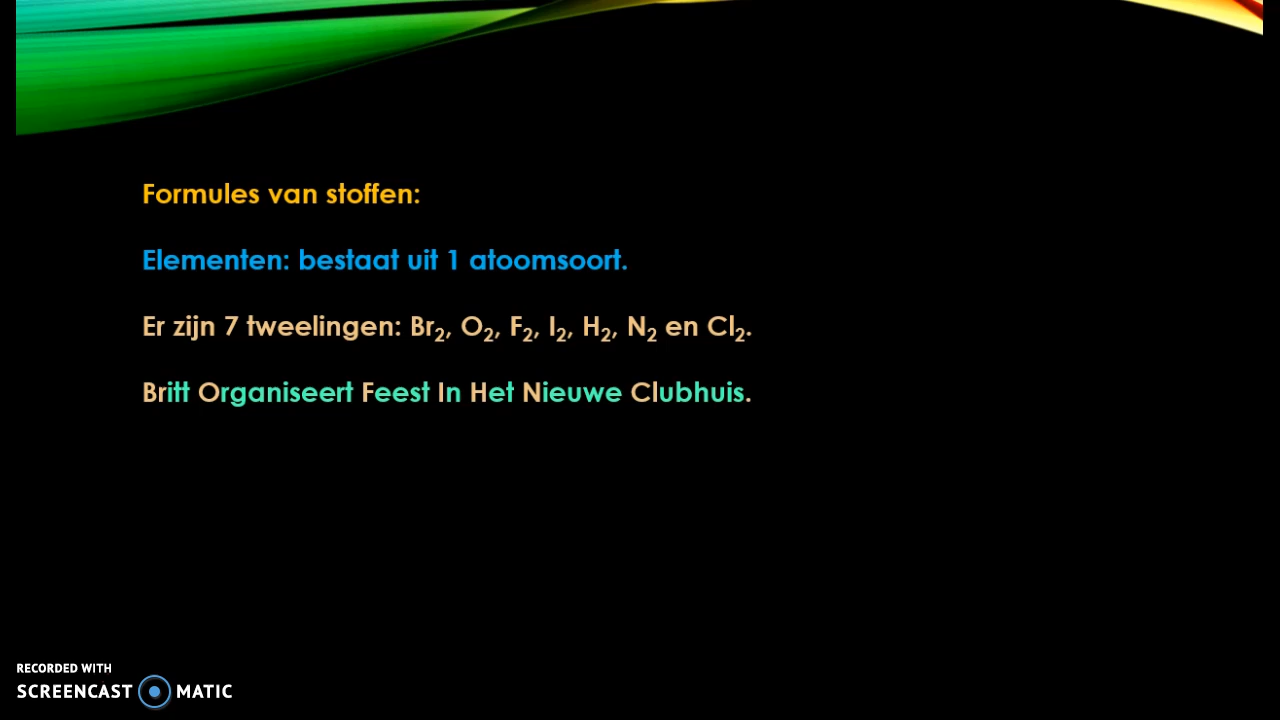 Formules van stoffen:
Elementen: bestaat uit 1 atoomsoort.
Er zijn 7 tweelingen: Br₂, O₂, F₂, I₂, H₂, N₂ en Cl₂.
Britt Organiseert Feest In Het Nieuwe Clubhuis.
RECORDED WITH
SCREENCAST MATIC